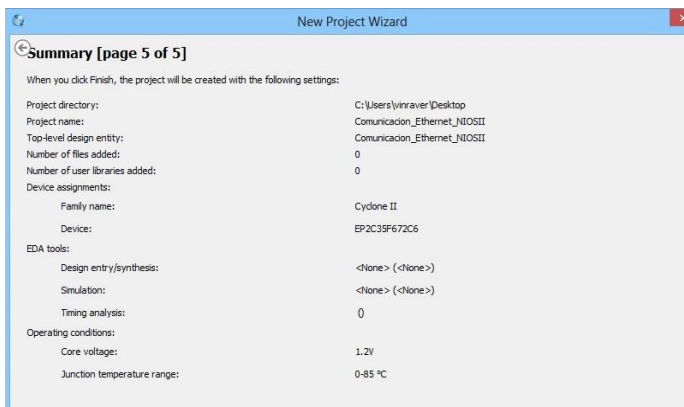 New Project Wizard
Summary [page 5 of 5]
When you click Finish, the project will be created with the following settings:
Project directory: C:\Users\vinraver\Desktop
Project name: Comunicacion_Ethernet_NIOSII
Top-level design entity: Comunicacion_Ethernet_NIOSII
Number of files added: 0
Number of user libraries added: 0
Device assignments:
Family name: Cyclone II
Device: EP2C35F672C6
EDA tools:
Design entry/synthesis: <None> (<None>)
Simulation: <None> (<None>)
Timing analysis: ()
Operating conditions:
Core voltage: 1.2V
Junction temperature range: 0-85 ºC